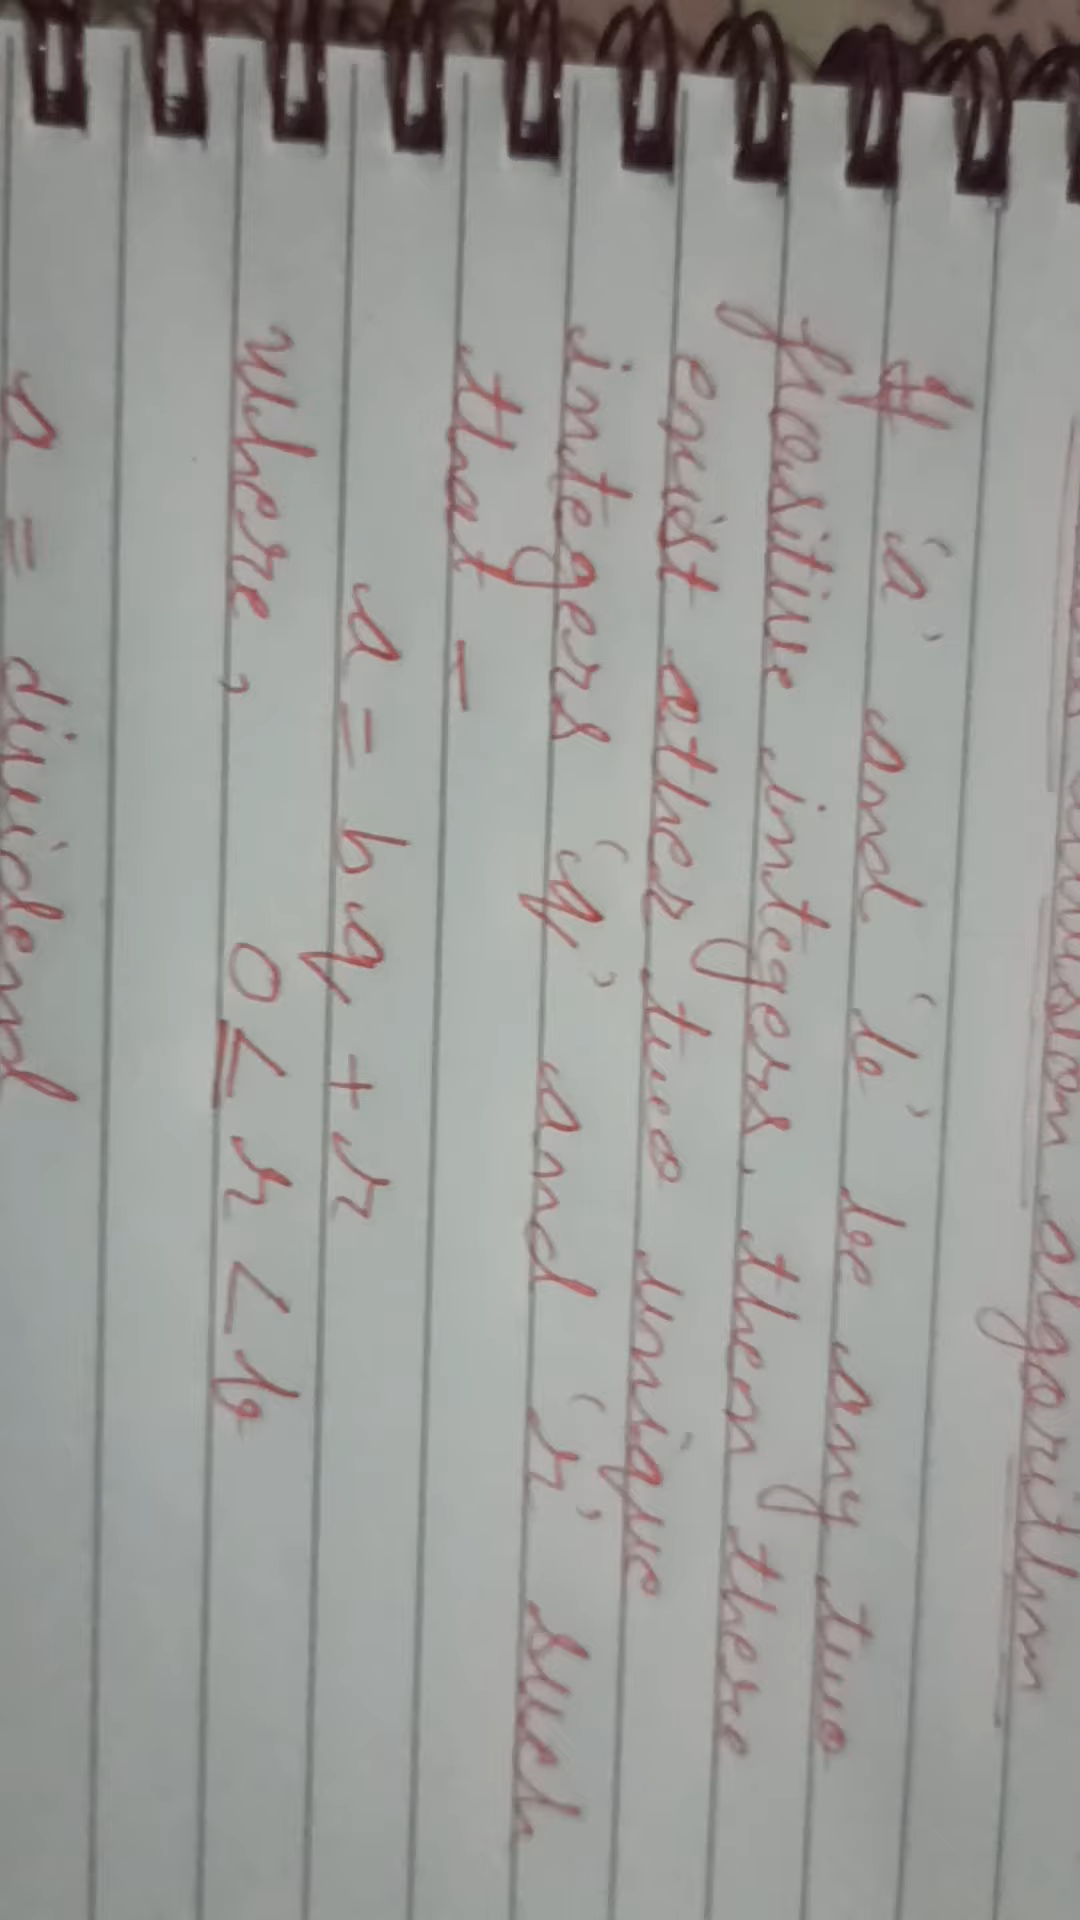 division algorithm
If 'a' and 'b' be any two
positive integers, then there
exist other two unique
integers 'q' and 'r' such
that –
a = bq + r
where, 0 ≤ r < b
a = dividend